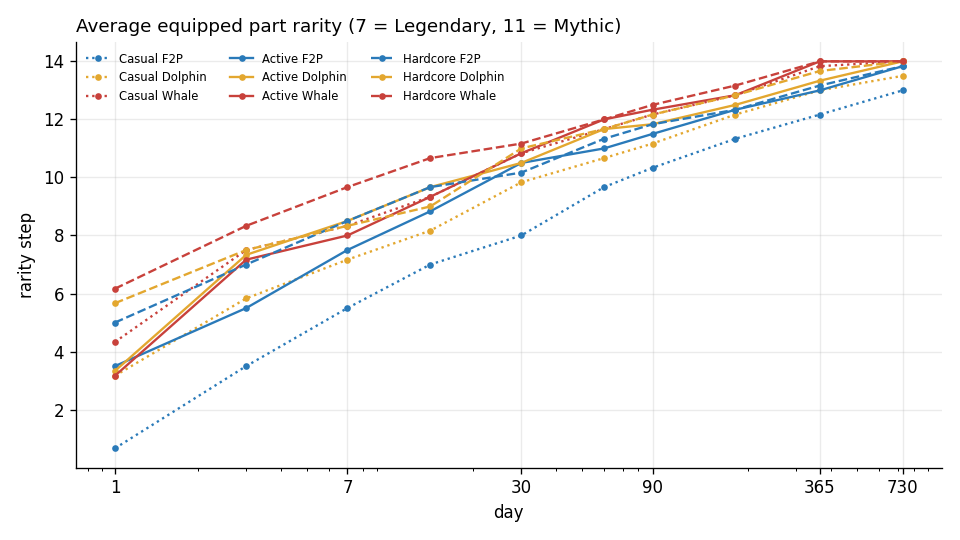 Average equipped part rarity (7 = Legendary, 11 = Mythic)
Casual F2P Active F2P Hardcore F2P
Casual Dolphin Active Dolphin Hardcore Dolphin
Casual Whale Active Whale Hardcore Whale
14
12
10
8
6
4
2
rarity step
1 7 30 90 365 730
day